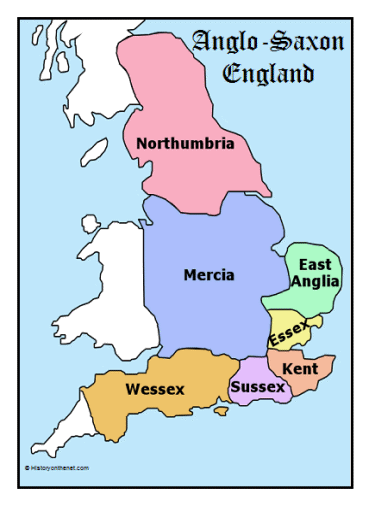 Anglo-Saxon
England
Northumbria
Mercia
East
Anglia
Essex
Kent
Sussex
Wessex
© Historyonthenet.com